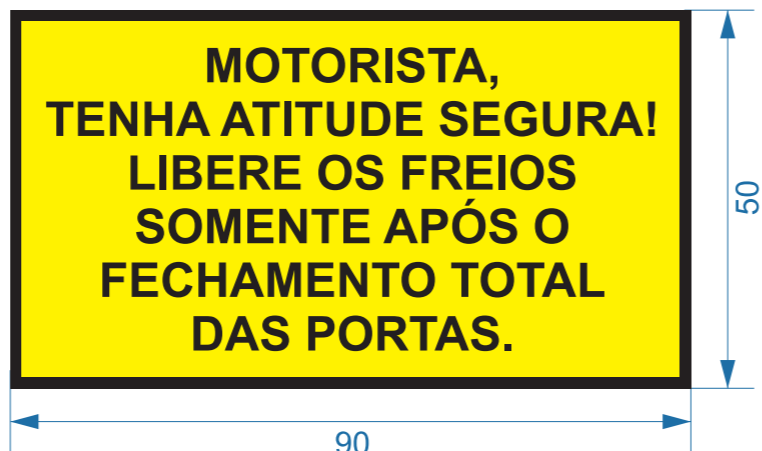 MOTORISTA,
TENHA ATITUDE SEGURA!
LIBERE OS FREIOS
SOMENTE APÓS O
FECHAMENTO TOTAL
DAS PORTAS.
50
90